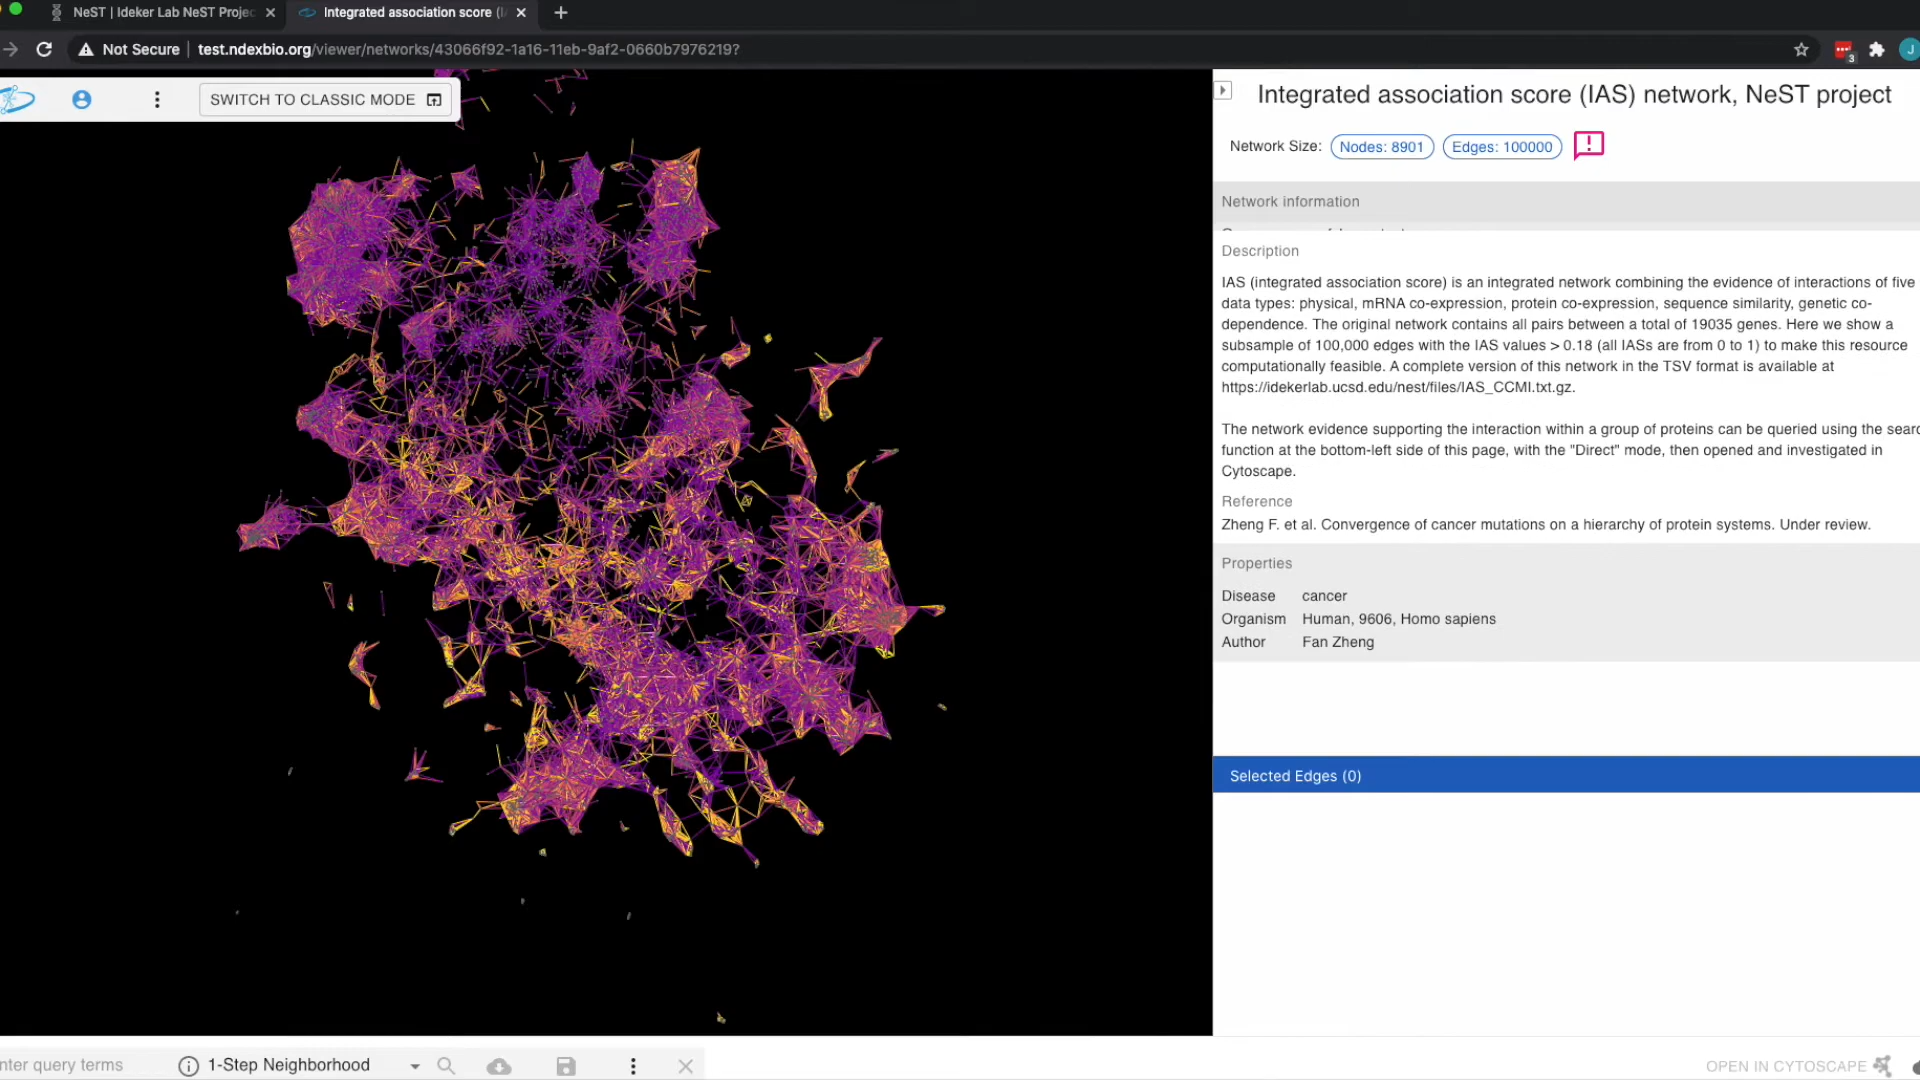 NeST | Ideker Lab NeST Projec
Integrated association score (I
Not Secure | test.ndexbio.org/viewer/networks/43066f92-1a16-11eb-9af2-0660b7976219?
3
J
SWITCH TO CLASSIC MODE
Integrated association score (IAS) network, NeST project
Network Size: Nodes: 8901 Edges: 100000
Network information
Description
IAS (integrated association score) is an integrated network combining the evidence of interactions of five
data types: physical, mRNA co-expression, protein co-expression, sequence similarity, genetic co-
dependence. The original network contains all pairs between a total of 19035 genes. Here we show a
subsample of 100,000 edges with the IAS values > 0.18 (all IASs are from 0 to 1) to make this resource
computationally feasible. A complete version of this network in the TSV format is available at
https://idekerlab.ucsd.edu/nest/files/IAS_CCMI.txt.gz.
The network evidence supporting the interaction within a group of proteins can be queried using the searc
function at the bottom-left side of this page, with the "Direct" mode, then opened and investigated in
Cytoscape.
Reference
Zheng F. et al. Convergence of cancer mutations on a hierarchy of protein systems. Under review.
Properties
Disease cancer
Organism Human, 9606, Homo sapiens
Author Fan Zheng
Selected Edges (0)
nter query terms
1-Step Neighborhood
OPEN IN CYTOSCAPE